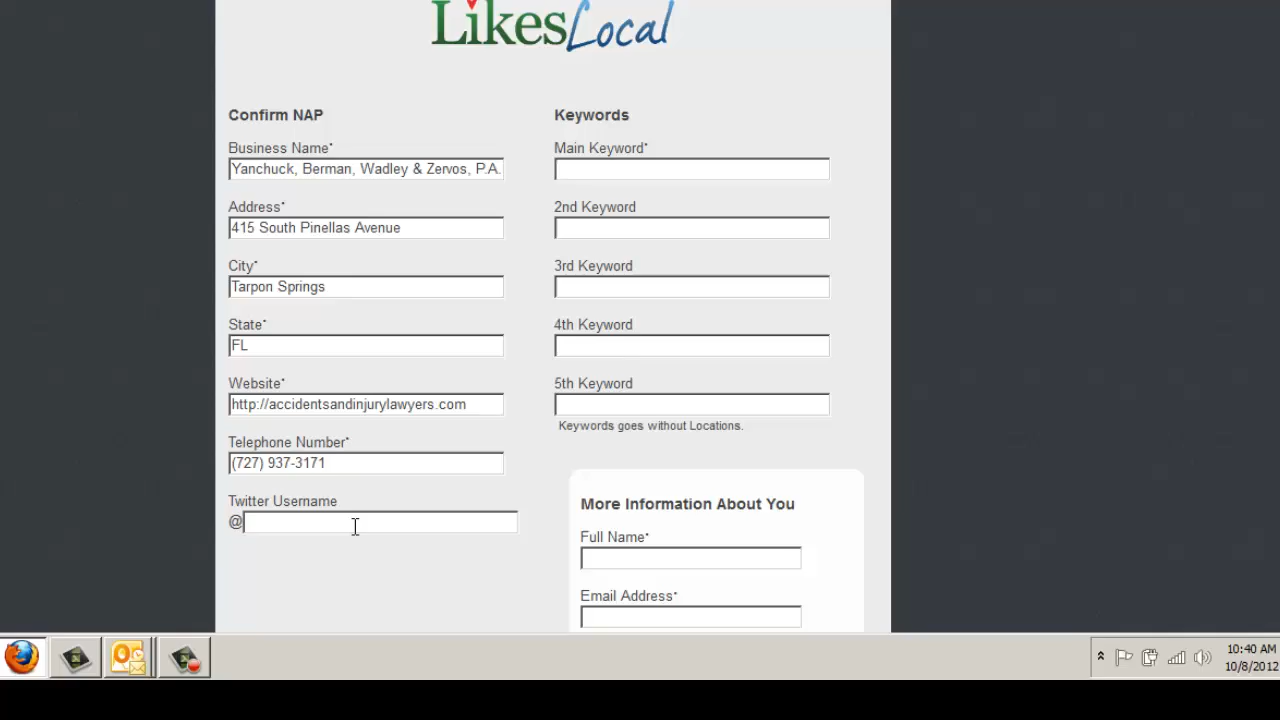 LikesLocal
Confirm NAP
Business Name*
Yanchuck, Berman, Wadley & Zervos, P.A.
Address*
415 South Pinellas Avenue
City*
Tarpon Springs
State*
FL
Website*
http://accidentsandinjurylawyers.com
Telephone Number*
(727) 937-3171
Twitter Username
@
Keywords
Main Keyword*
2nd Keyword
3rd Keyword
4th Keyword
5th Keyword
Keywords goes without Locations.
More Information About You
Full Name*
Email Address*
10:40 AM
10/8/2012